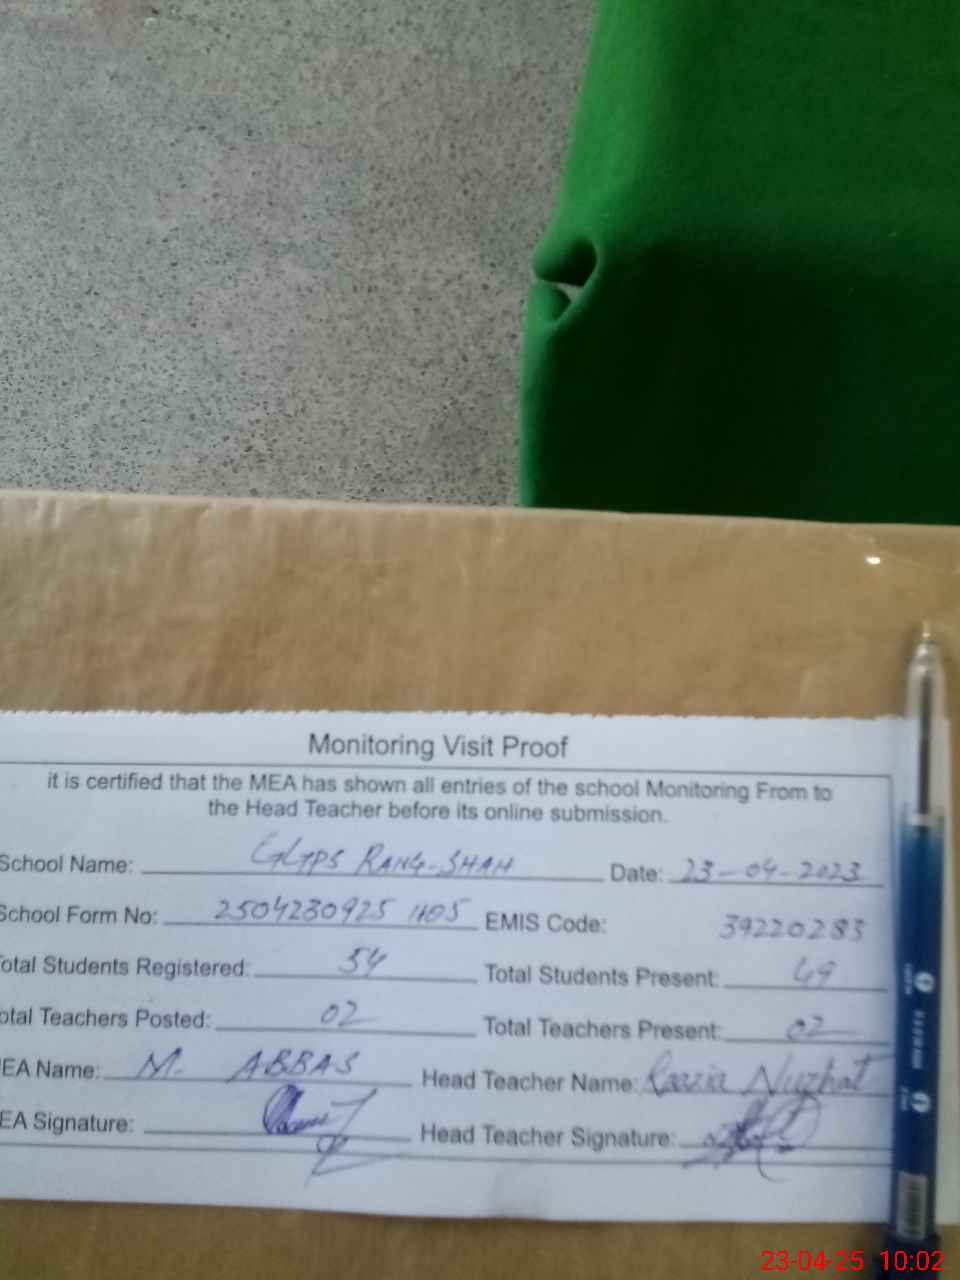 Monitoring Visit Proof
it is certified that the MEA has shown all entries of the school Monitoring From to
the Head Teacher before its online submission.
School Name: GGPS RANG-SHAH Date: 23-04-2023
School Form No: 2504230925 1105 EMIS Code: 39220283
Total Students Registered: 54 Total Students Present: 49
otal Teachers Posted: 02 Total Teachers Present: 02
EA Name: M. ABBAS Head Teacher Name: Raazia Nuzhat
EA Signature: Head Teacher Signature:
23-04-25 10:02